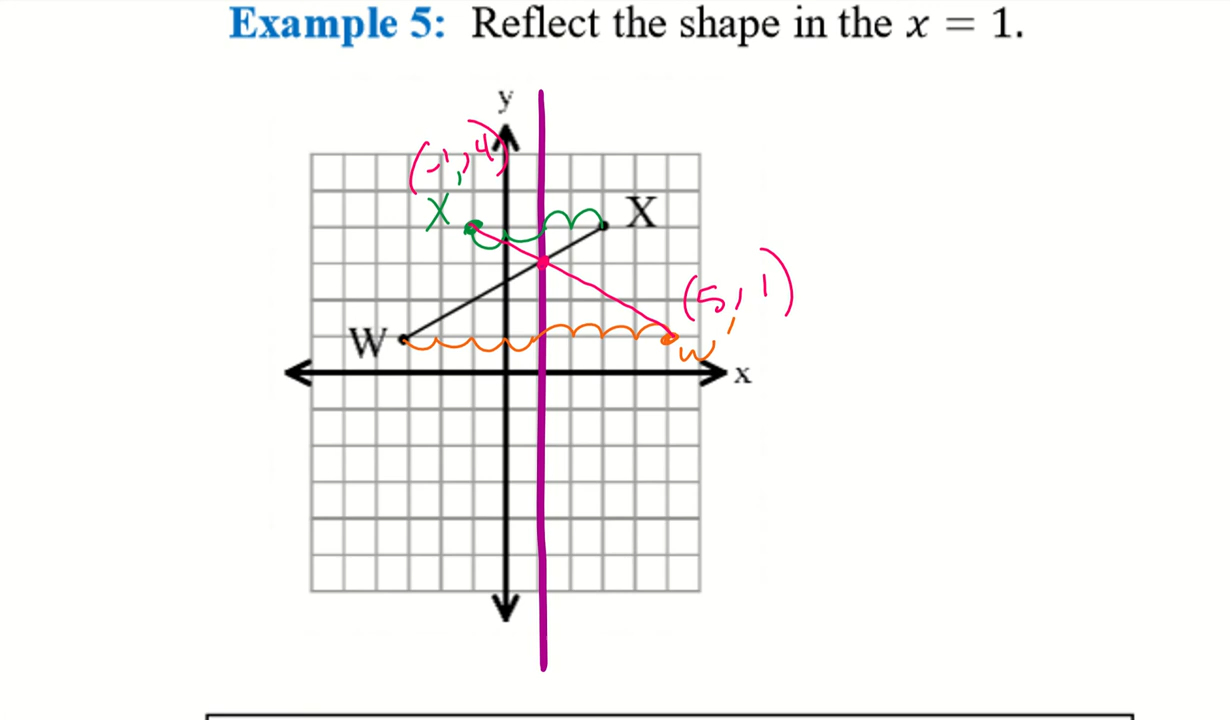 Example 5: Reflect the shape in the x = 1.
y
(-1, 4)
X'
X
(5, 1)
W
W'
x